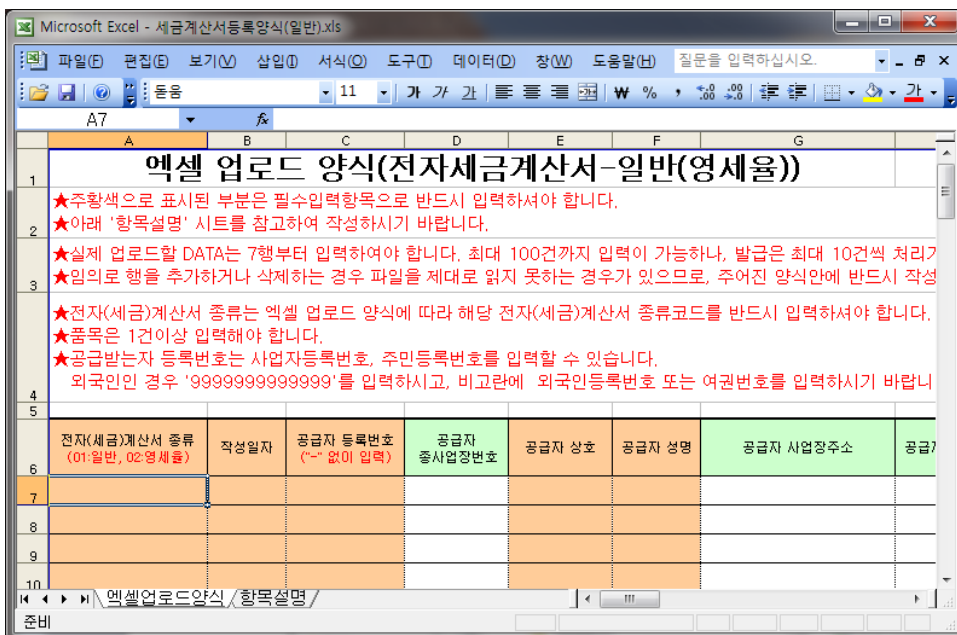 Microsoft Excel - 세금계산서등록양식(일반).xls
파일(F) 편집(E) 보기(V) 삽입(I) 서식(O) 도구(T) 데이터(D) 창(W) 도움말(H) 질문을 입력하십시오.
돋움 11 가 가 가 W % ,
A7 fx
A B C D E F G
1 엑셀 업로드 양식(전자세금계산서-일반(영세율))
★주황색으로 표시된 부분은 필수입력항목으로 반드시 입력하셔야 합니다.
2 ★아래 '항목설명' 시트를 참고하여 작성하시기 바랍니다.
★실제 업로드할 DATA는 7행부터 입력하여야 합니다. 최대 100건까지 입력이 가능하나, 발급은 최대 10건씩 처리가
3 ★임의로 행을 추가하거나 삭제하는 경우 파일을 제대로 읽지 못하는 경우가 있으므로, 주어진 양식안에 반드시 작성
★전자(세금)계산서 종류는 엑셀 업로드 양식에 따라 해당 전자(세금)계산서 종류코드를 반드시 입력하셔야 합니다.
★품목은 1건이상 입력해야 합니다.
★공급받는자 등록번호는 사업자등록번호, 주민등록번호를 입력할 수 있습니다.
4 외국인인 경우 '9999999999999'를 입력하시고, 비고란에 외국인등록번호 또는 여권번호를 입력하시기 바랍니
5
전자(세금)계산서 종류 작성일자 공급자 등록번호 공급자 공급자 상호 공급자 성명 공급자 사업장주소 공급
6 (01:일반, 02:영세율) ("-" 없이 입력) 종사업장번호
7
8
9
10
엑셀업로드양식 항목설명
준비